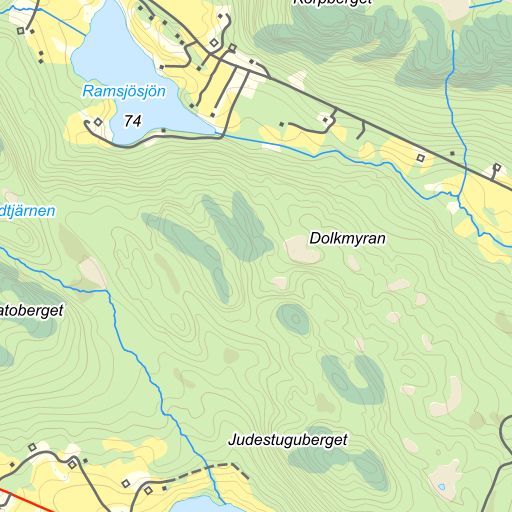 Korpberget
Ramsjösjön
74
dtjärnen
Dolkmyran
atoberget
Judestuguberget